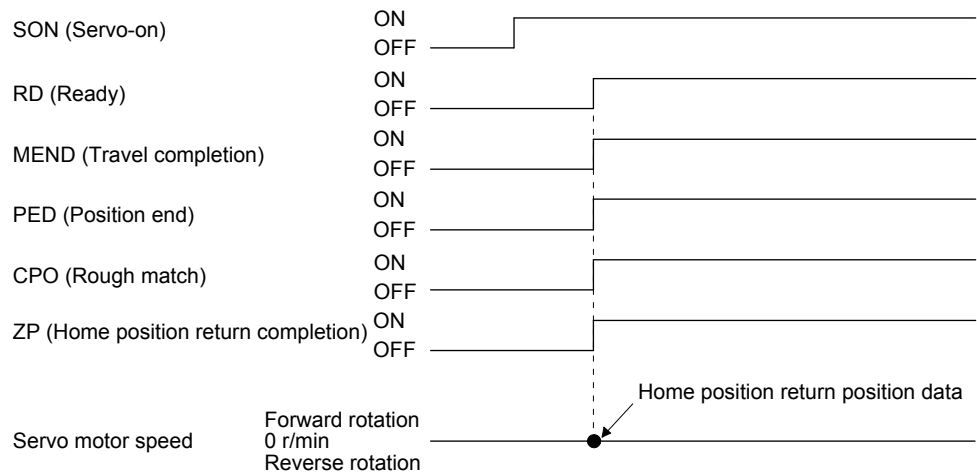 SON (Servo-on)
ON
OFF
RD (Ready)
ON
OFF
MEND (Travel completion)
ON
OFF
PED (Position end)
ON
OFF
CPO (Rough match)
ON
OFF
ZP (Home position return completion)
ON
OFF
Home position return position data
Servo motor speed
Forward rotation
0 r/min
Reverse rotation